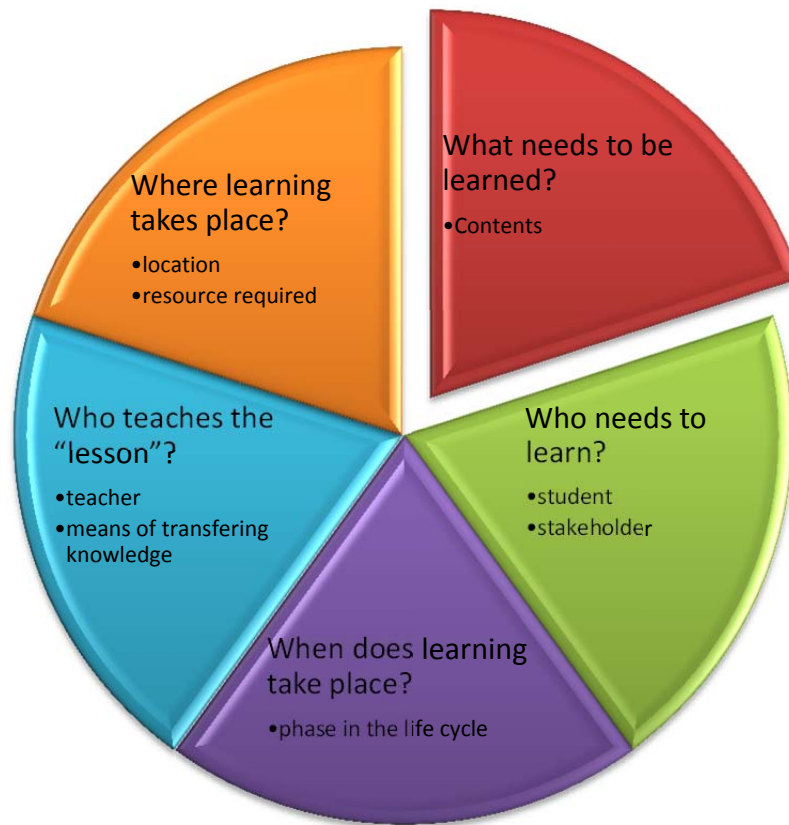 What needs to be
learned?
•Contents
Who needs to
learn?
•student
•stakeholder
When does learning
take place?
•phase in the life cycle
Who teaches the
“lesson”?
•teacher
•means of transfering
knowledge
Where learning
takes place?
•location
•resource required